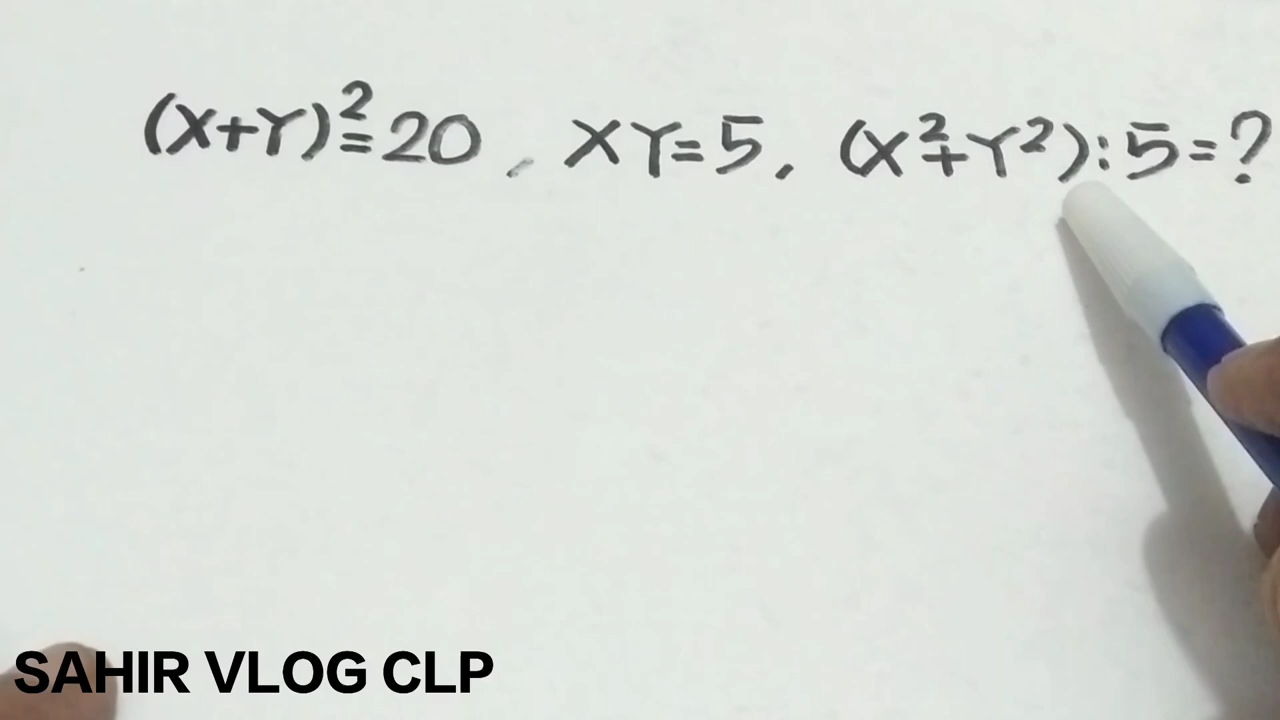 (X+Y)²=20, XY=5, (X²+Y²):5=?
SAHIR VLOG CLP